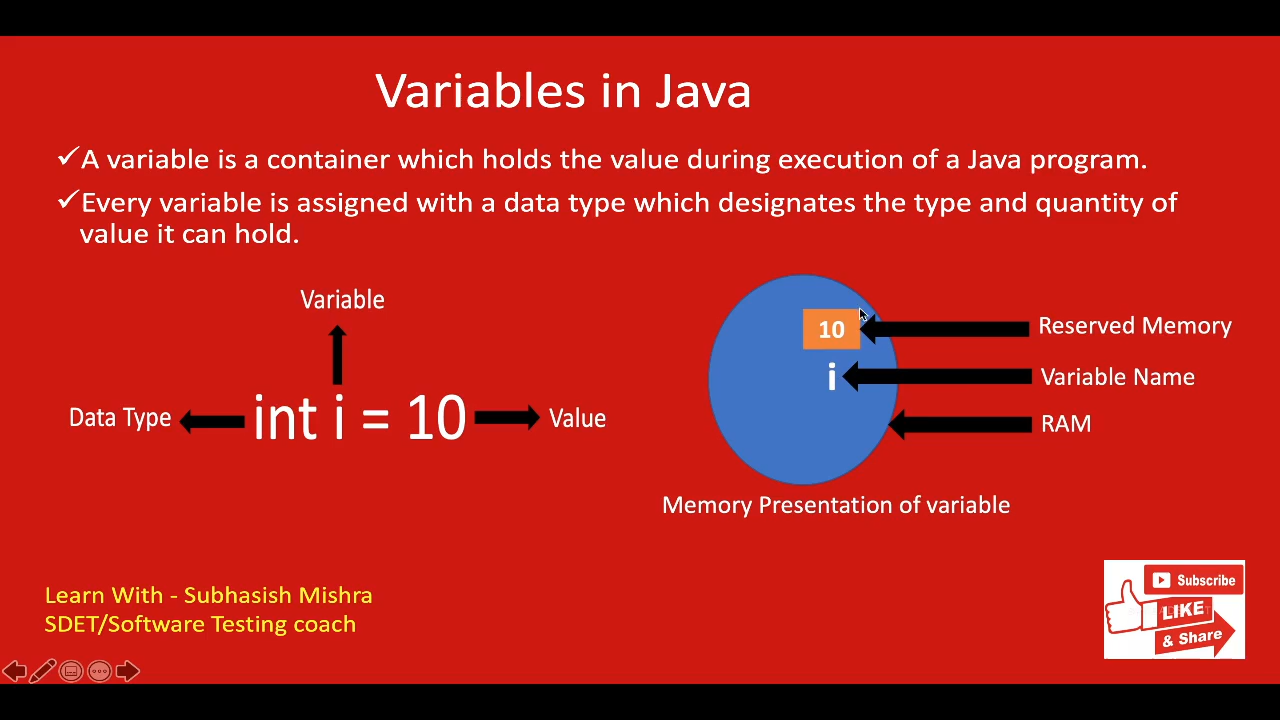 Variables in Java
✓A variable is a container which holds the value during execution of a Java program.
✓Every variable is assigned with a data type which designates the type and quantity of
value it can hold.
Variable
Data Type
int i = 10
Value
10
Reserved Memory
i
Variable Name
RAM
Memory Presentation of variable
Learn With - Subhasish Mishra
SDET/Software Testing coach
Subscribe
LIKE
& Share